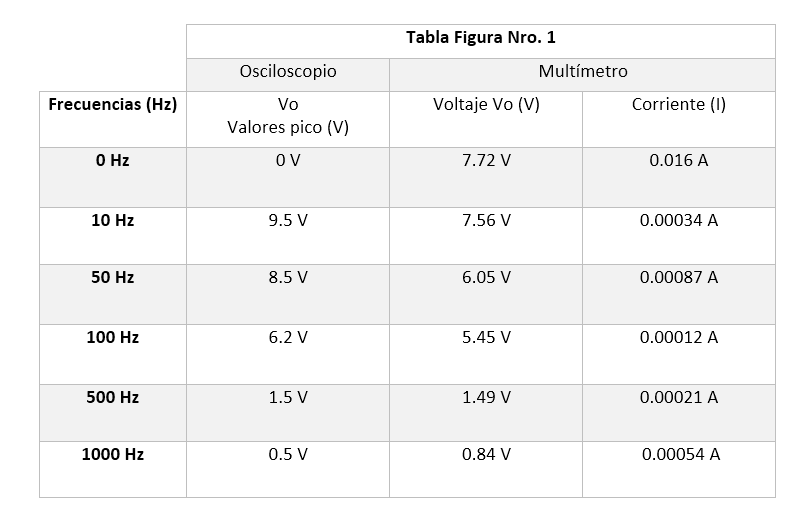 Tabla Figura Nro. 1
Osciloscopio Multímetro
Frecuencias (Hz) Vo Voltaje Vo (V) Corriente (I)
Valores pico (V)
0 Hz 0 V 7.72 V 0.016 A
10 Hz 9.5 V 7.56 V 0.00034 A
50 Hz 8.5 V 6.05 V 0.00087 A
100 Hz 6.2 V 5.45 V 0.00012 A
500 Hz 1.5 V 1.49 V 0.00021 A
1000 Hz 0.5 V 0.84 V 0.00054 A